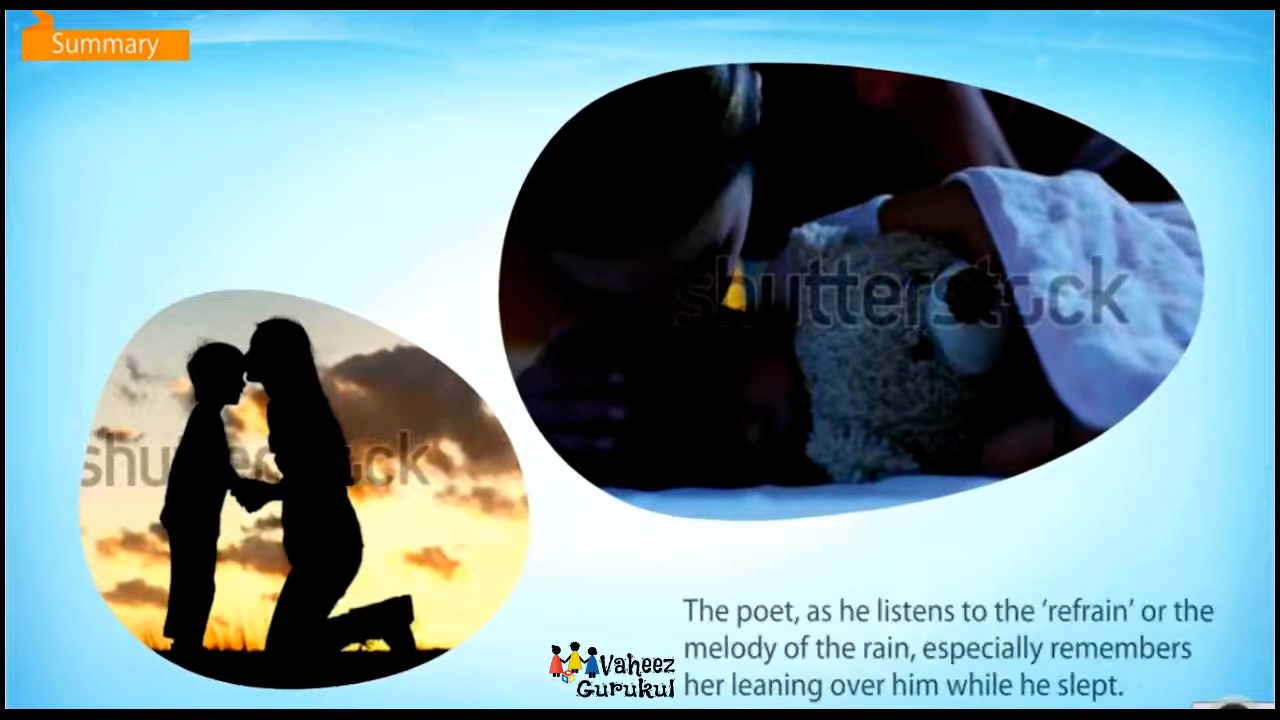 Summary
shutterstock
shutterstock
The poet, as he listens to the ‘refrain’ or the
melody of the rain, especially remembers
her leaning over him while he slept.
Vaheez
Gurukul